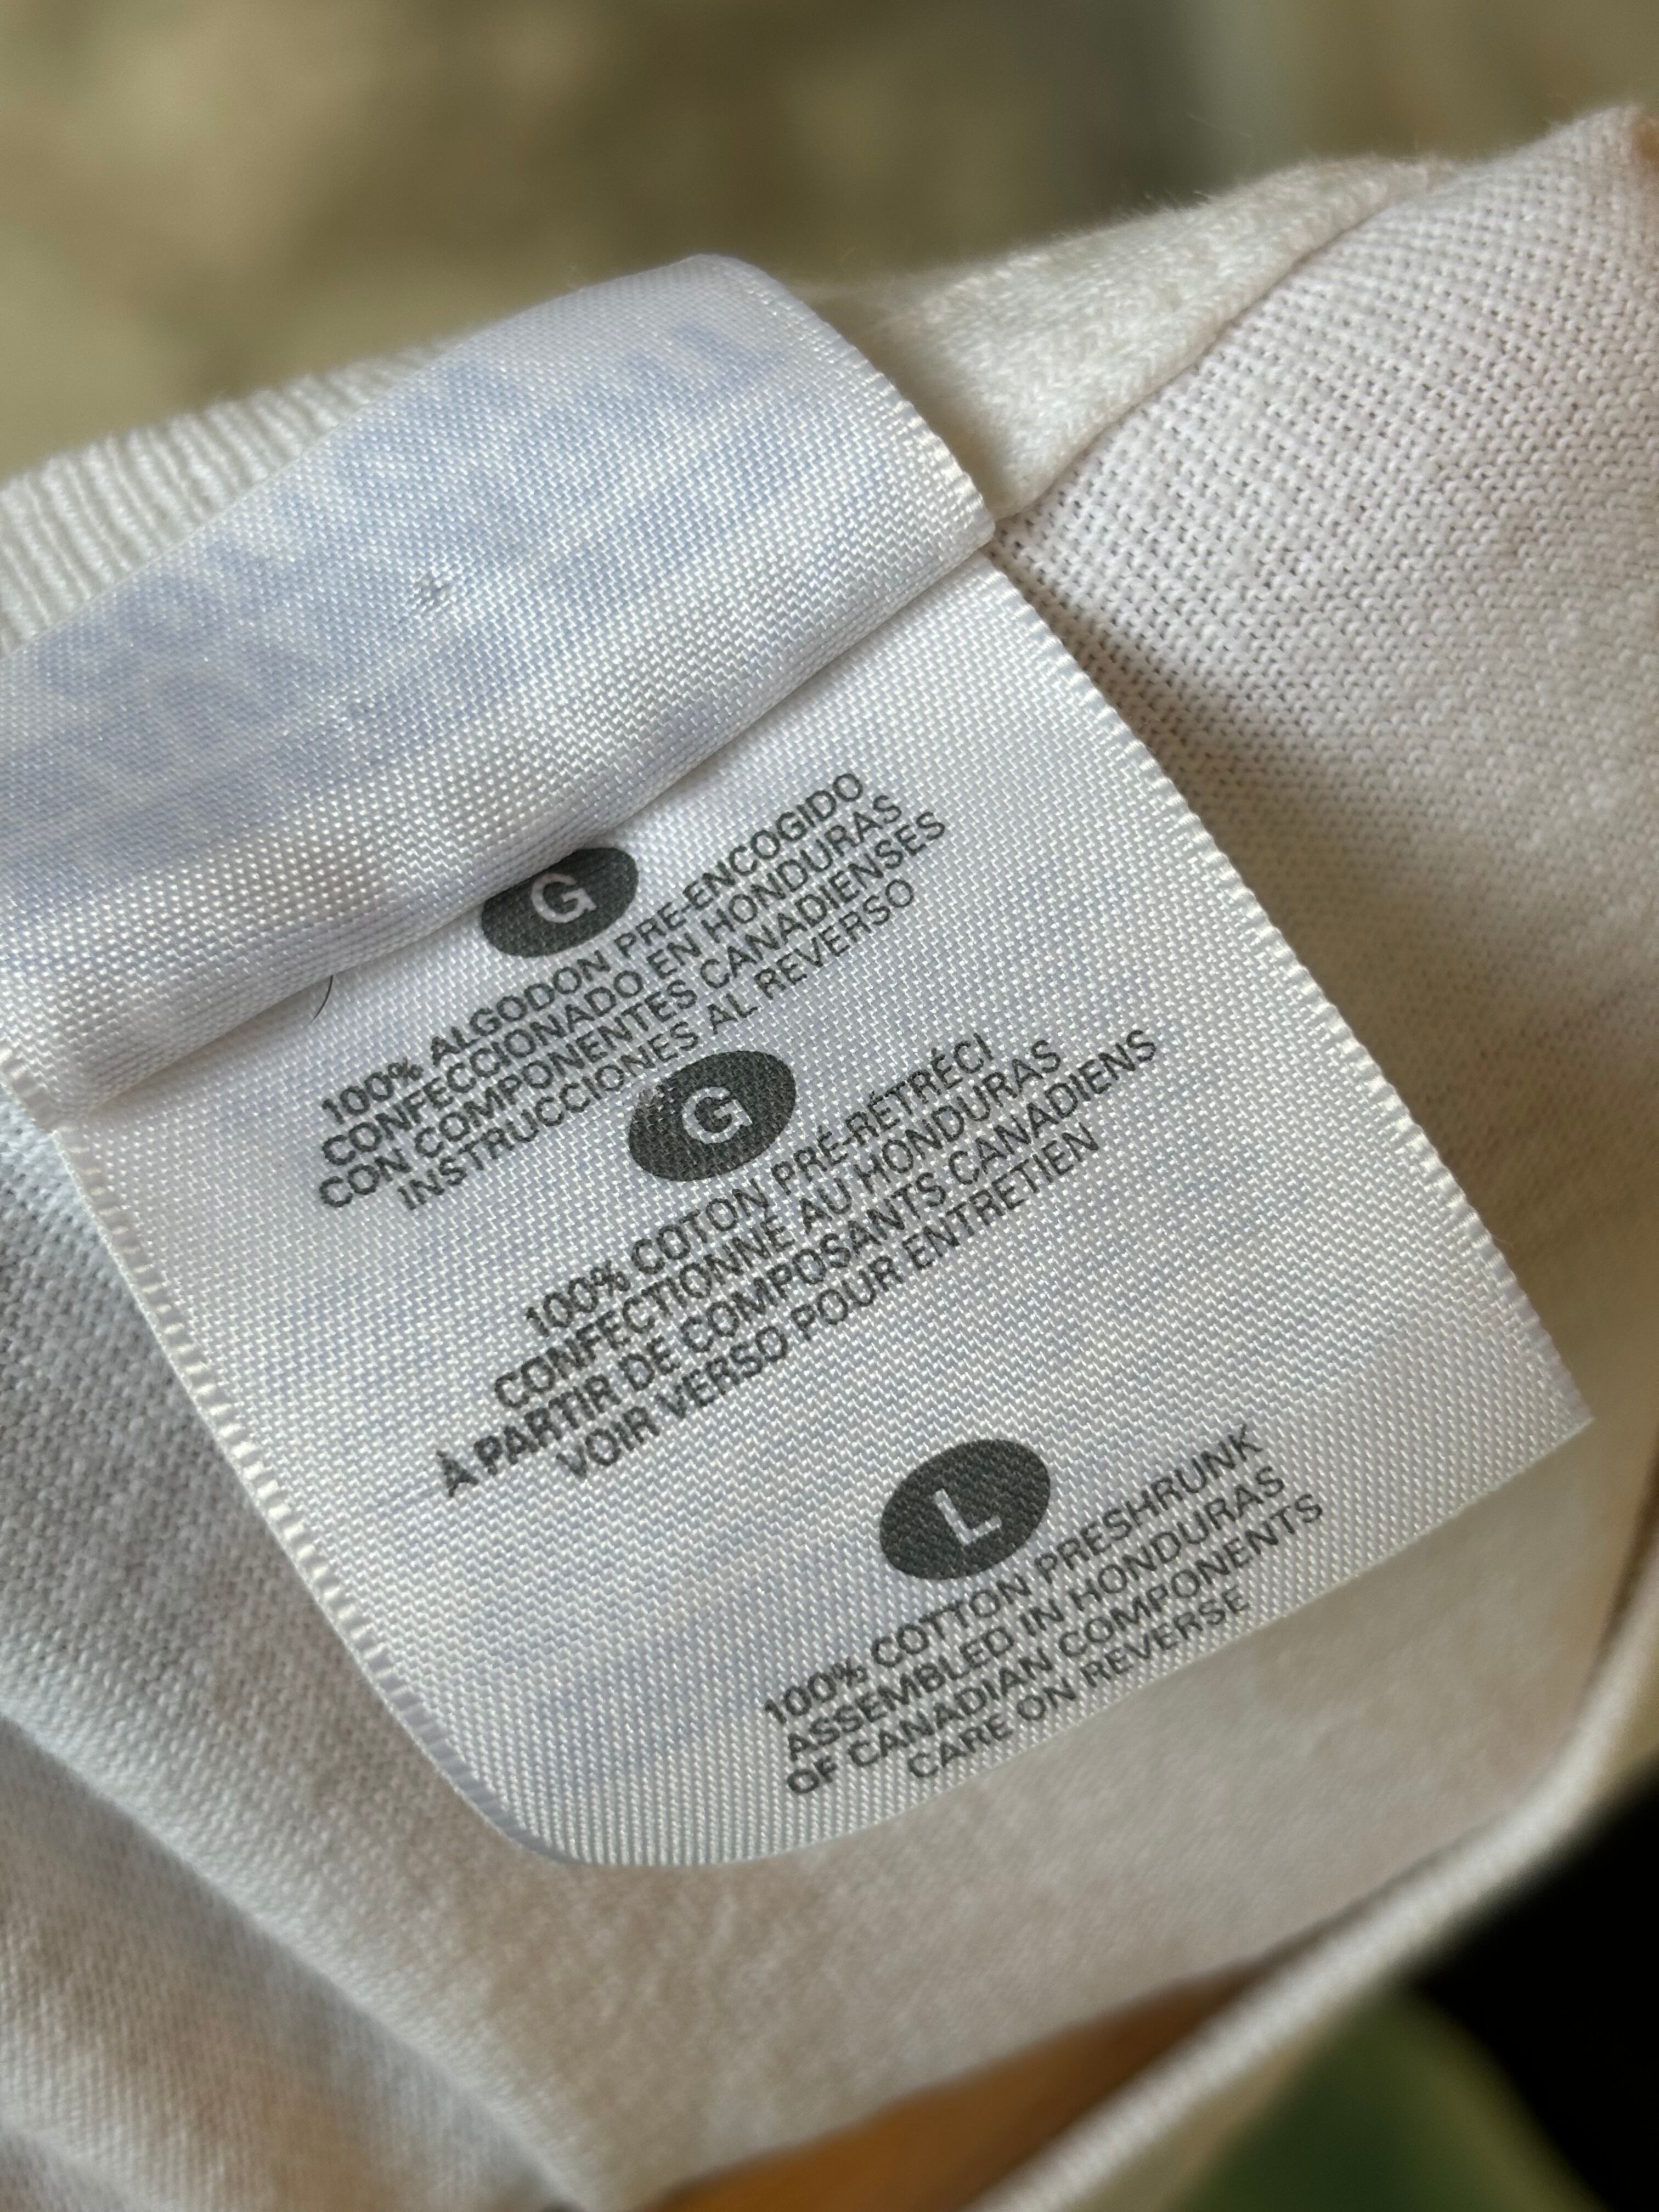 G
100% ALGODON PRE-ENCOGIDO
CONFECCIONADO EN HONDURAS
CON COMPONENTES CANADIENSES
INSTRUCCIONES AL REVERSO
G
100% COTON PRÉ-RÉTRÉCI
CONFECTIONNÉ AU HONDURAS
À PARTIR DE COMPOSANTS CANADIENS
VOIR VERSO POUR ENTRETIEN
L
100% COTTON PRESHRUNK
ASSEMBLED IN HONDURAS
OF CANADIAN COMPONENTS
CARE ON REVERSE